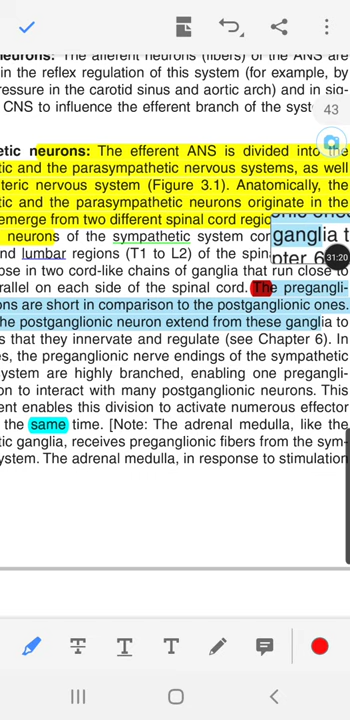 neurons: The afferent neurons (fibers) of the ANS are
in the reflex regulation of this system (for example, by
ressure in the carotid sinus and aortic arch) and in sig-
CNS to influence the efferent branch of the syst
43
etic neurons: The efferent ANS is divided into the
tic and the parasympathetic nervous systems, as well
teric nervous system (Figure 3.1). Anatomically, the
tic and the parasympathetic neurons originate in the
emerge from two different spinal cord regio
neurons of the sympathetic system cor
ganglia t
nd lumbar regions (T1 to L2) of the spin
pter 6
31:20
pse in two cord-like chains of ganglia that run close to
rallel on each side of the spinal cord. The pregangli-
ons are short in comparison to the postganglionic ones.
he postganglionic neuron extend from these ganglia to
s that they innervate and regulate (see Chapter 6). In
es, the preganglionic nerve endings of the sympathetic
ystem are highly branched, enabling one pregangli-
on to interact with many postganglionic neurons. This
ent enables this division to activate numerous effector
the same time. [Note: The adrenal medulla, like the
tic ganglia, receives preganglionic fibers from the sym-
ystem. The adrenal medulla, in response to stimulation
T T T